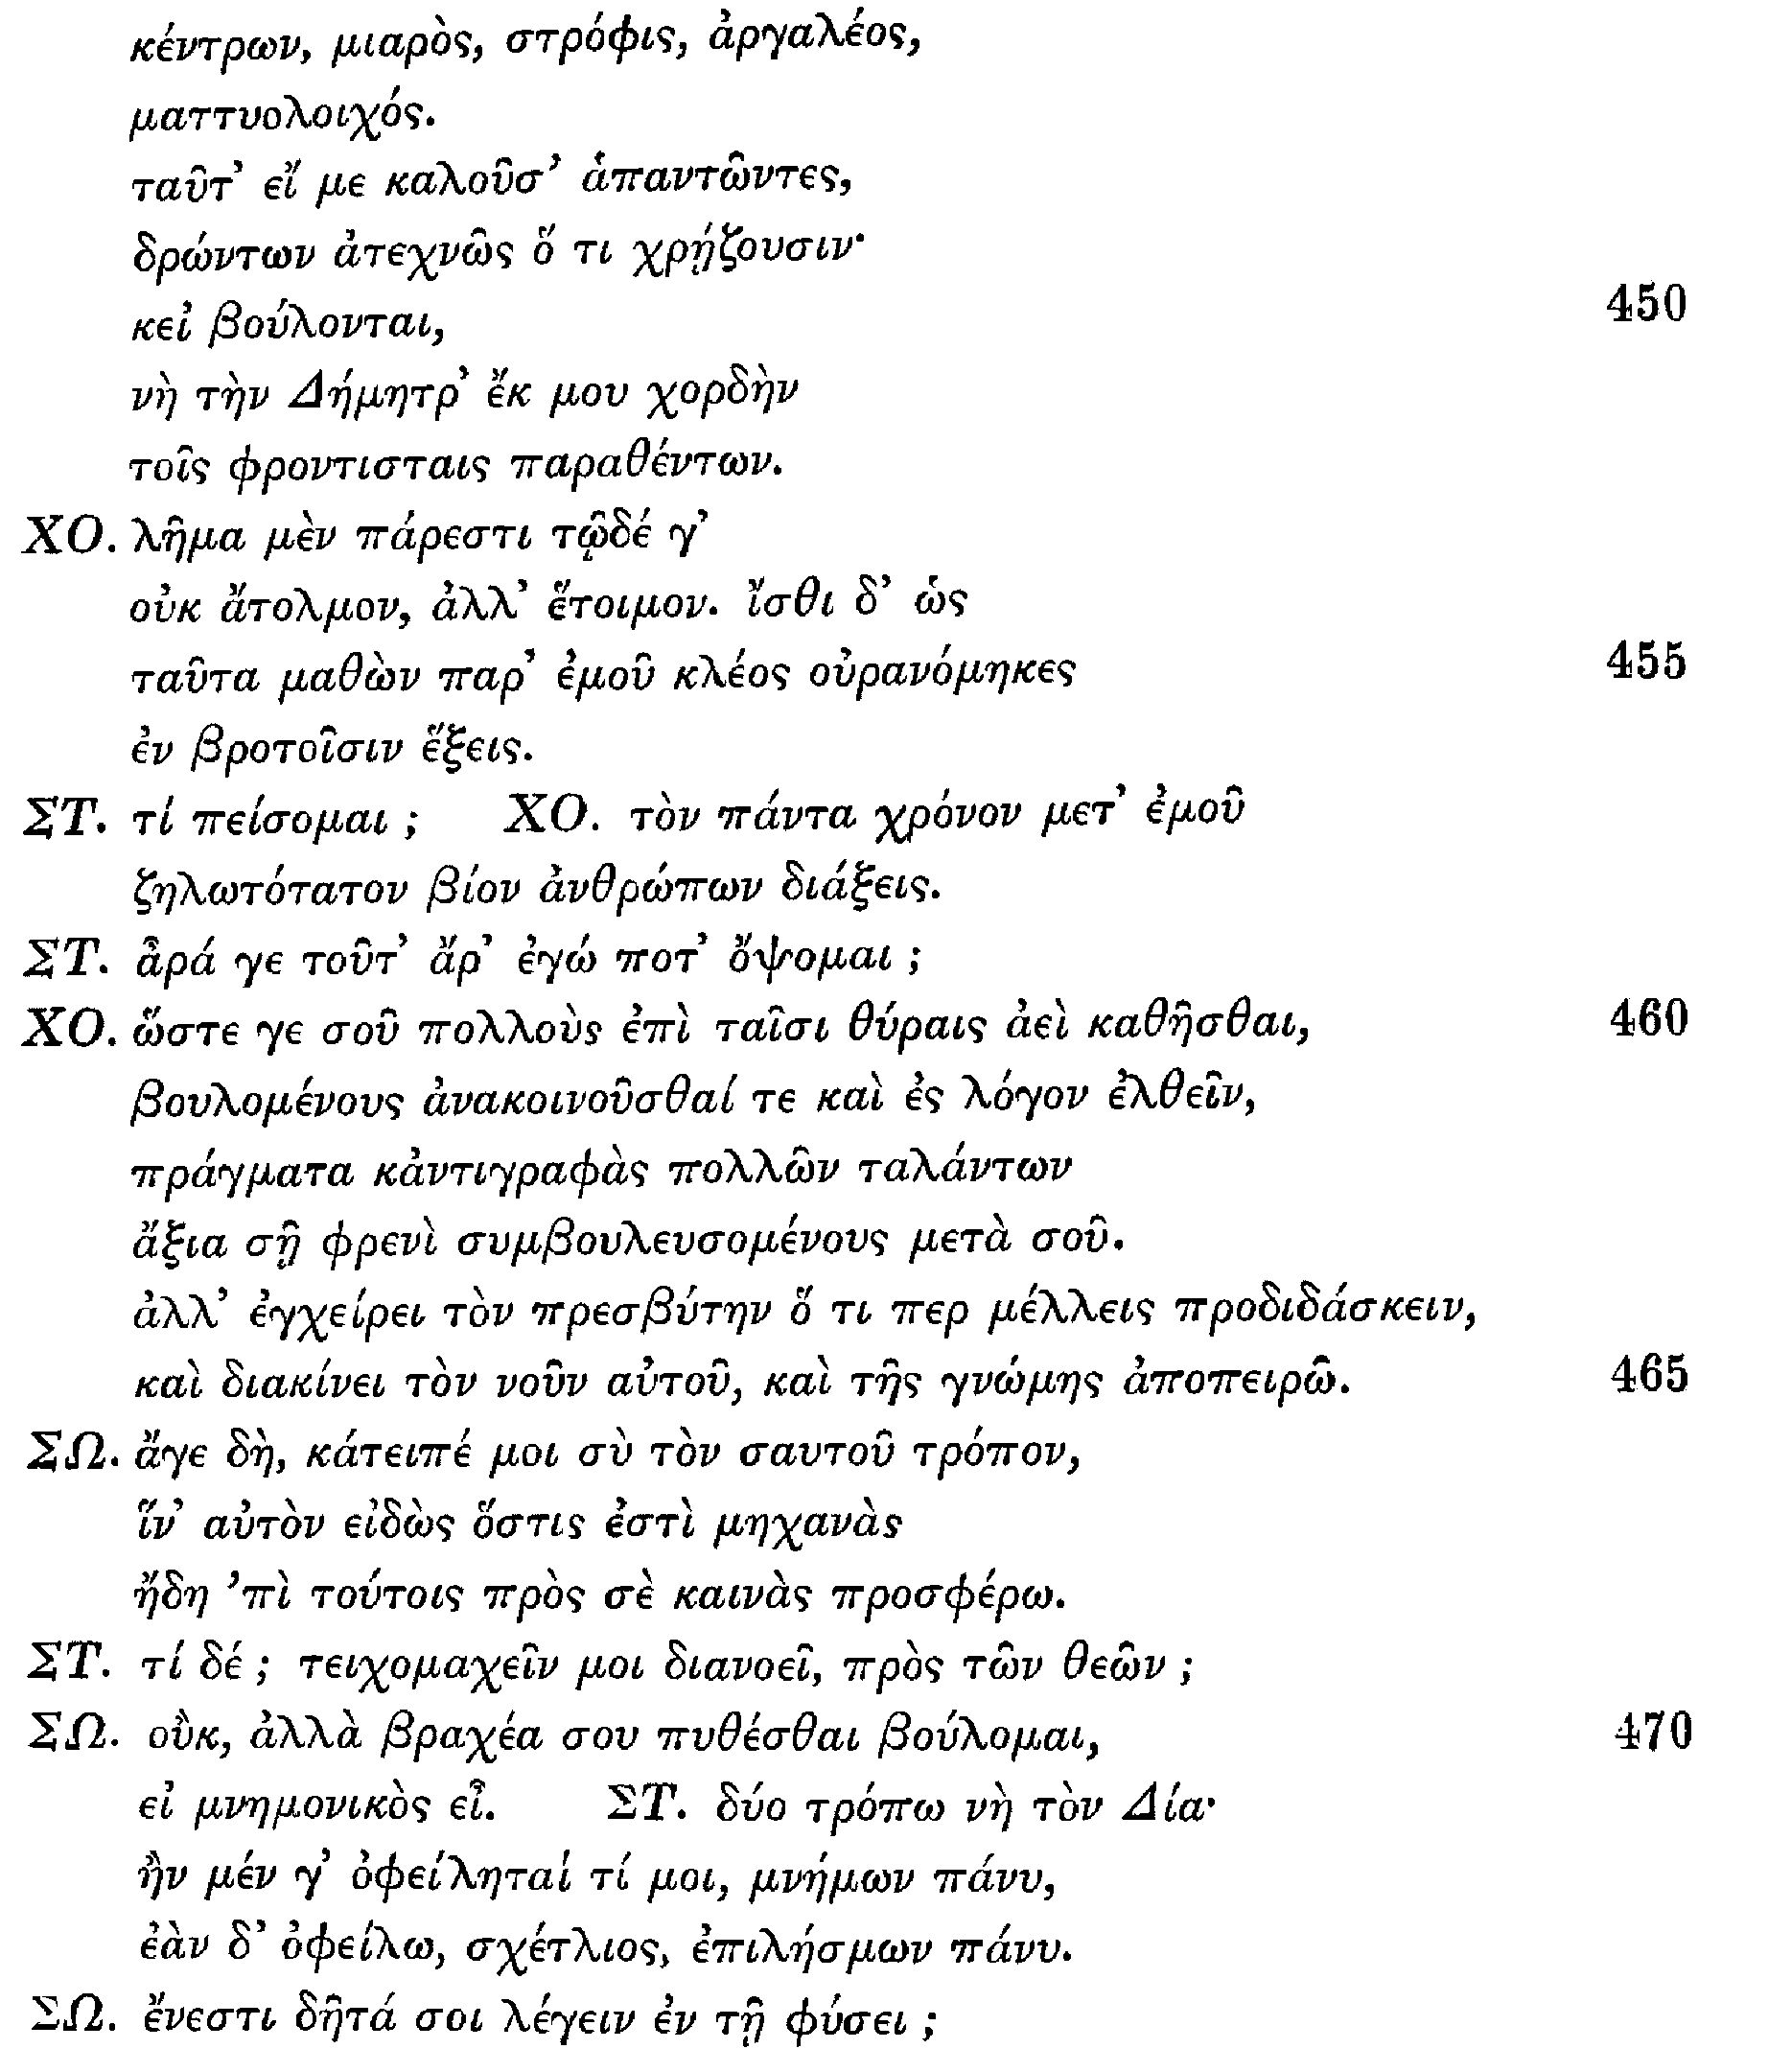 κέντρων, μιαρὸς, στρόφις, ἀργαλέος,
ματτυολοιχός.
ταῦτ’ εἴ με καλοῦσ’ ἁπαντῶντες,
δρώντων ἀτεχνῶς ὅ τι χρῄζουσιν·
κεἰ βούλονται, 450
νὴ τὴν Δήμητρ’ ἔκ μου χορδὴν
τοῖς φροντισταις παραθέντων.
ΧΟ. λῆμα μὲν πάρεστι τῷδέ γ’
οὐκ ἄτολμον, ἀλλ’ ἕτοιμον. ἴσθι δ’ ὡς
ταῦτα μαθὼν παρ’ ἐμοῦ κλέος οὐρανόμηκες 455
ἐν βροτοῖσιν ἕξεις.
ΣΤ. τί πείσομαι ; ΧΟ. τὸν πάντα χρόνον μετ’ ἐμοῦ
ζηλωτότατον βίον ἀνθρώπων διάξεις.
ΣΤ. ἆρά γε τοῦτ’ ἄρ’ ἐγώ ποτ’ ὄψομαι ;
ΧΟ. ὥστε γε σοῦ πολλοὺς ἐπὶ ταῖσι θύραις ἀεὶ καθῆσθαι, 460
βουλομένους ἀνακοινοῦσθαί τε καὶ ἐς λόγον ἐλθεῖν,
πράγματα κἀντιγραφὰς πολλῶν ταλάντων
ἄξια σῇ φρενὶ συμβουλευσομένους μετὰ σοῦ.
ἀλλ’ ἐγχείρει τὸν πρεσβύτην ὅ τι περ μέλλεις προδιδάσκειν,
καὶ διακίνει τὸν νοῦν αὐτοῦ, καὶ τῆς γνώμης ἀποπειρῶ. 465
ΣΩ. ἄγε δὴ, κάτειπέ μοι σὺ τὸν σαυτοῦ τρόπον,
ἵν’ αὐτὸν εἰδὼς ὅστις ἐστὶ μηχανὰς
ἤδη ’πὶ τούτοις πρὸς σὲ καινὰς προσφέρω.
ΣΤ. τί δέ ; τειχομαχεῖν μοι διανοεῖ, πρὸς τῶν θεῶν ;
ΣΩ. οὒκ, ἀλλὰ βραχέα σου πυθέσθαι βούλομαι, 470
εἰ μνημονικὸς εἶ. ΣΤ. δύο τρόπω νὴ τὸν Δία·
ἢν μέν γ’ ὀφείληταί τί μοι, μνήμων πάνυ,
ἐὰν δ’ ὀφείλω, σχέτλιος, ἐπιλήσμων πάνυ.
ΣΩ. ἔνεστι δῆτά σοι λέγειν ἐν τῇ φύσει ;